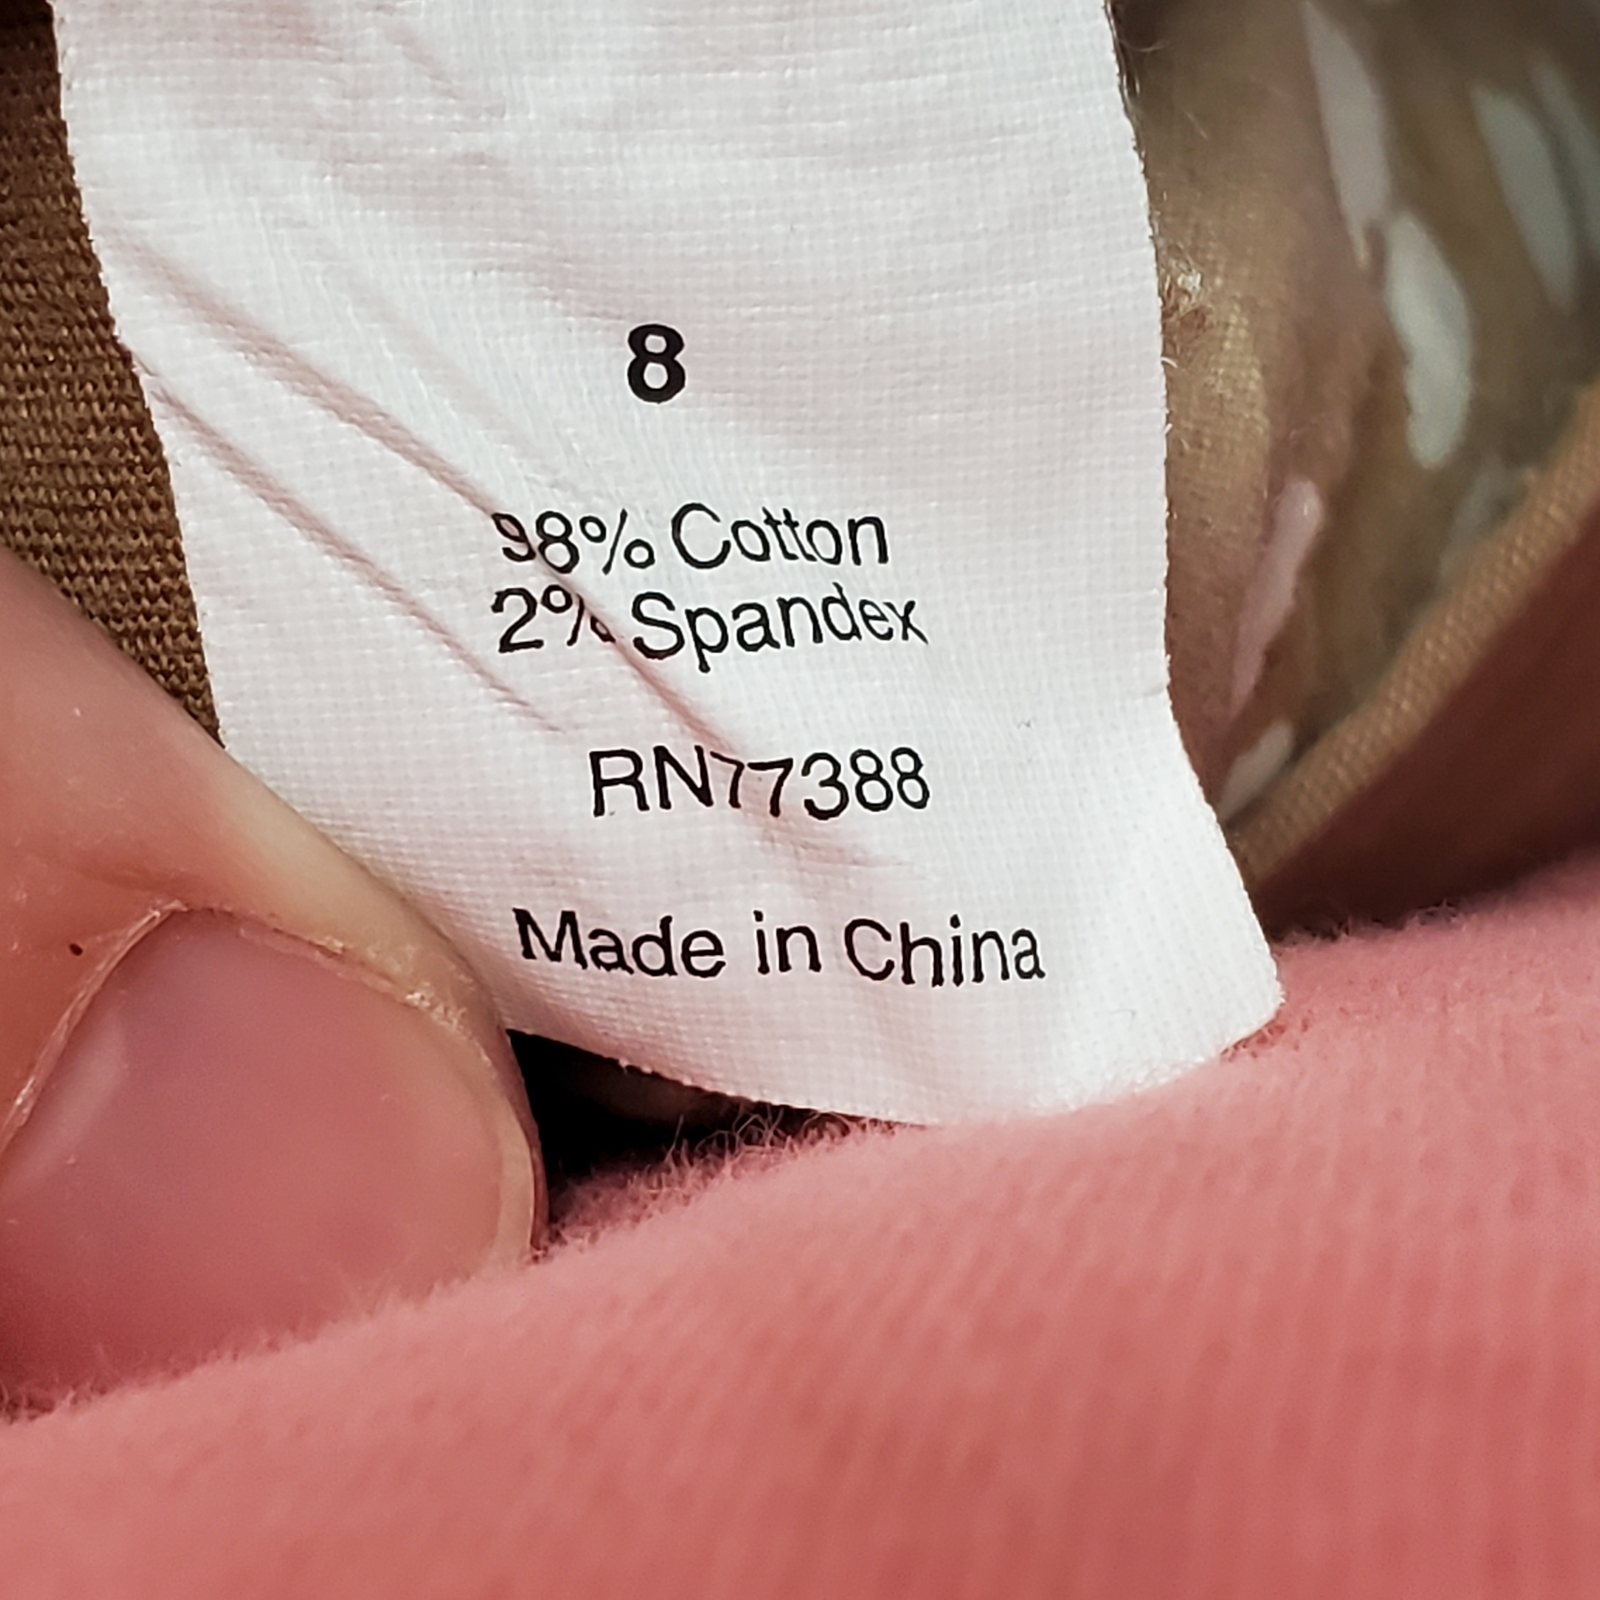 8
98% Cotton
2% Spandex
RN77388
Made in China